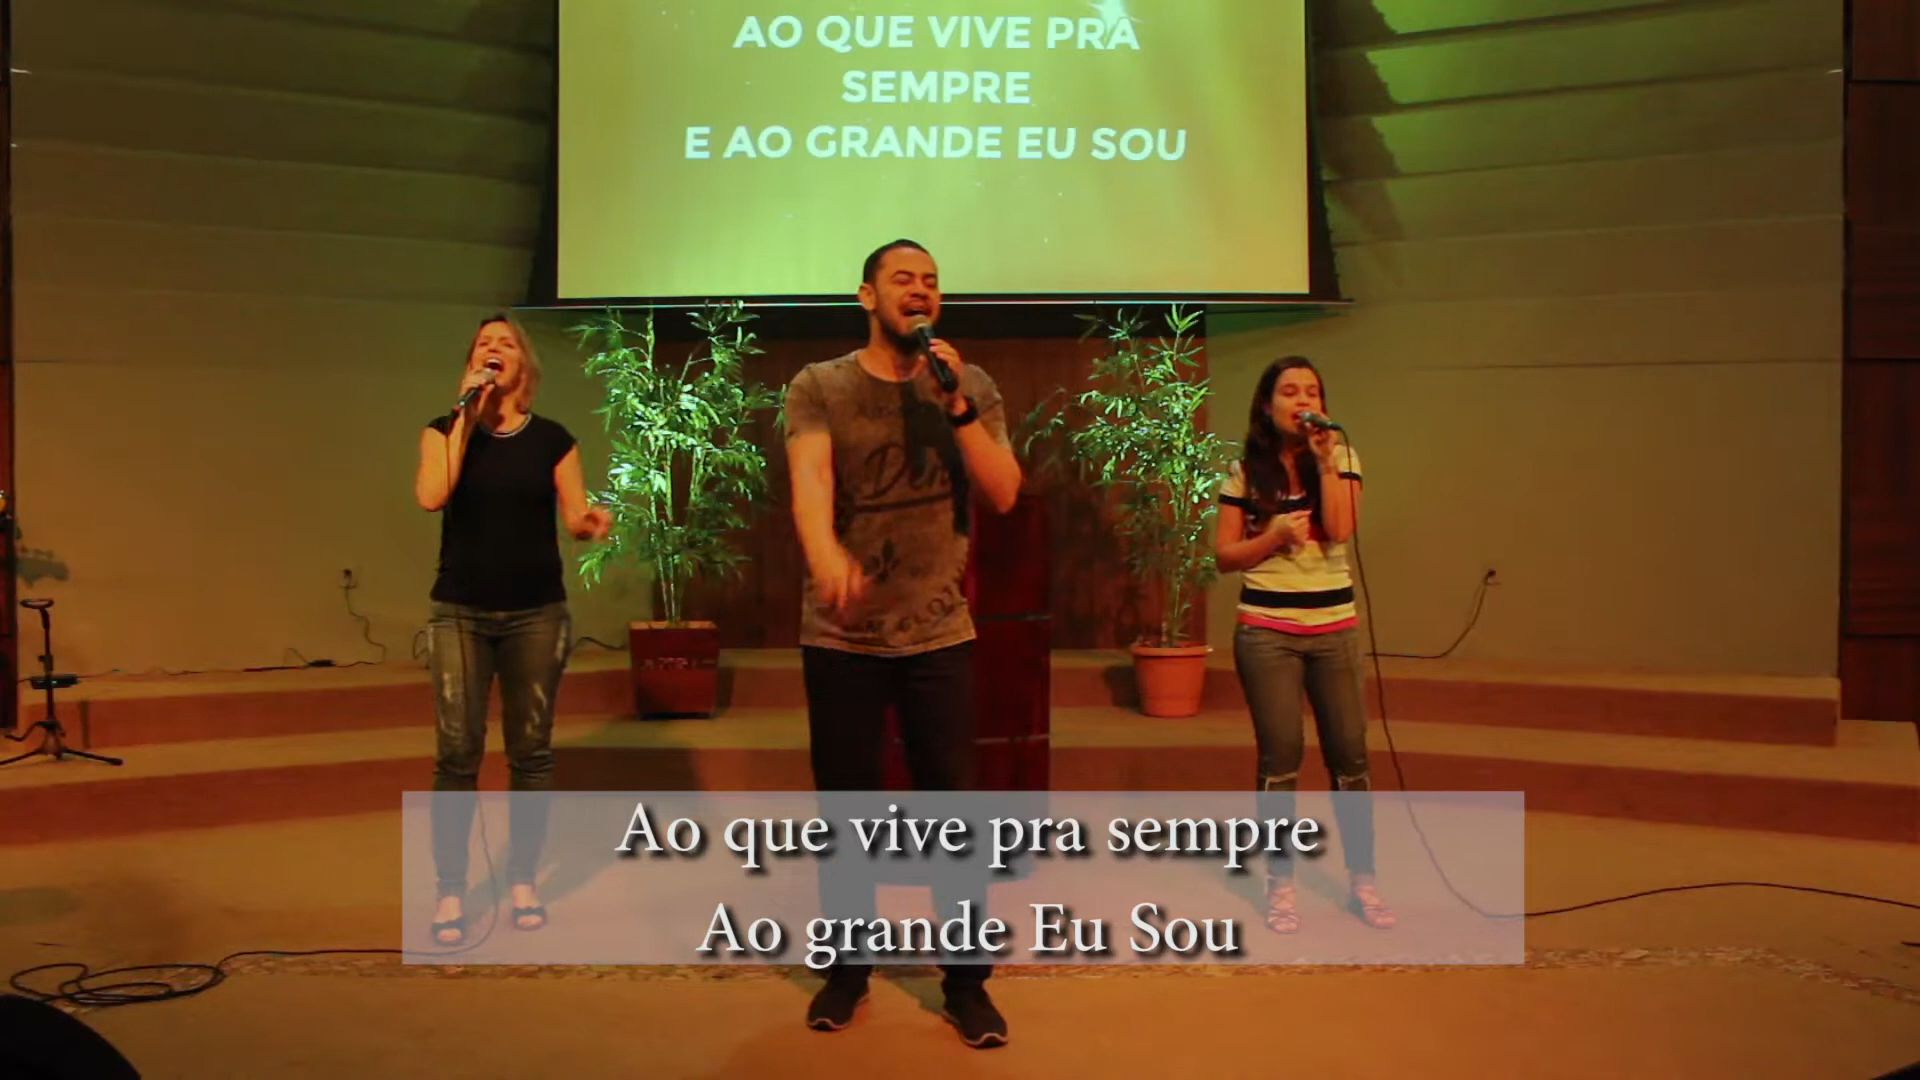 AO QUE VIVE PRA
SEMPRE
E AO GRANDE EU SOU
Ao que vive pra sempre
Ao grande Eu Sou